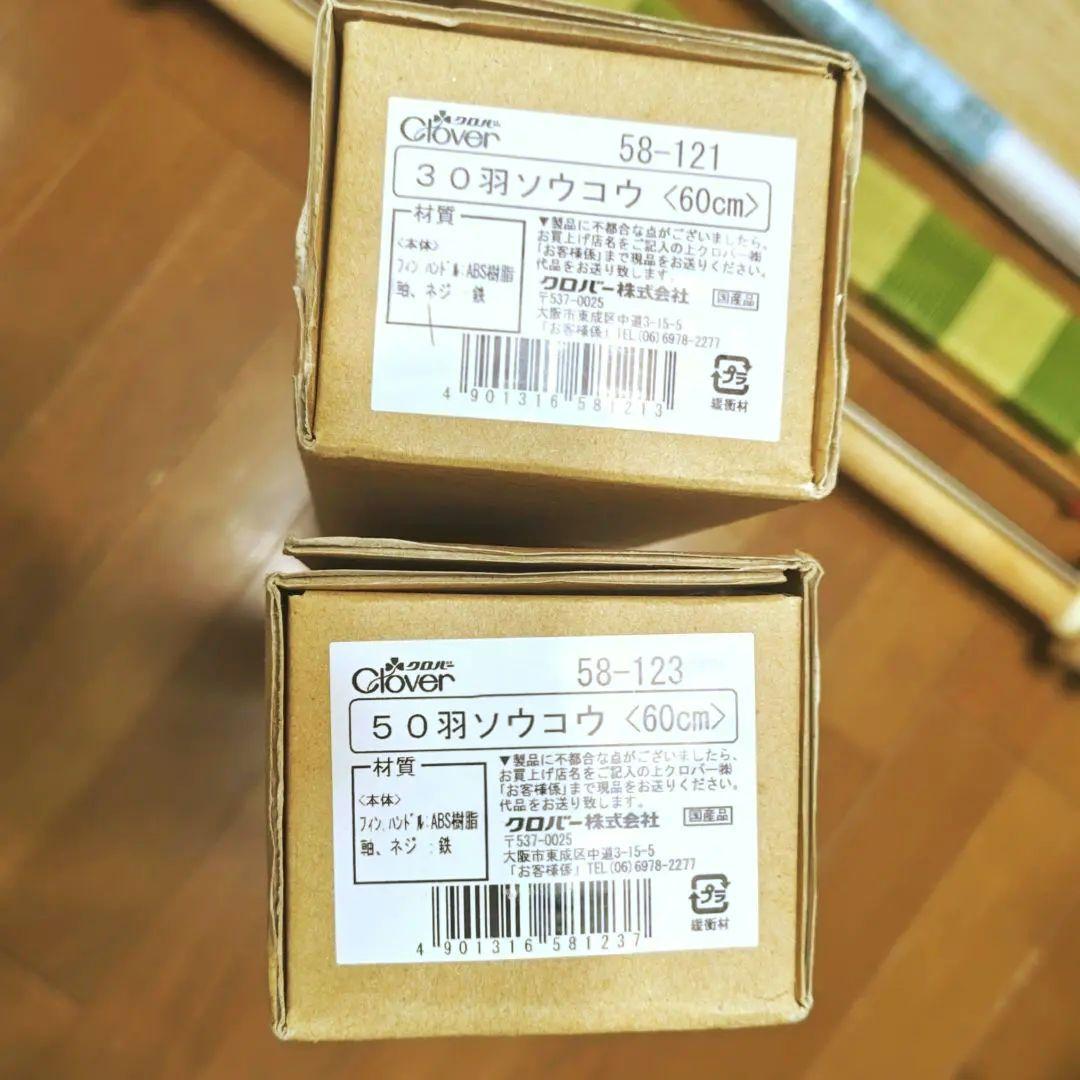 クロバー
Clover
58-121
30羽ソウコウ〈60cm〉
材質
〈本体〉
フィン ハンドル:ABS樹脂
軸、ネジ :鉄
▼製品に不都合な点がございましたら、
お買上げ店名をご記入の上クロバー㈱
「お客様係」まで現品をお送りください。
代品をお送り致します。
クロバー株式会社
国産品
〒537-0025
大阪市東成区中道3-15-5
「お客様係」TEL(06)6978-2277
4 901316 581213
プラ
緩衝材
クロバー
Clover
58-123
50羽ソウコウ〈60cm〉
材質
〈本体〉
フィン、ハンドル:ABS樹脂
軸、ネジ :鉄
▼製品に不都合な点がございましたら、
お買上げ店名をご記入の上クロバー㈱
「お客様係」まで現品をお送りください。
代品をお送り致します。
クロバー株式会社
国産品
〒537-0025
大阪市東成区中道3-15-5
「お客様係」TEL(06)6978-2277
4 901316 581237
プラ
緩衝材